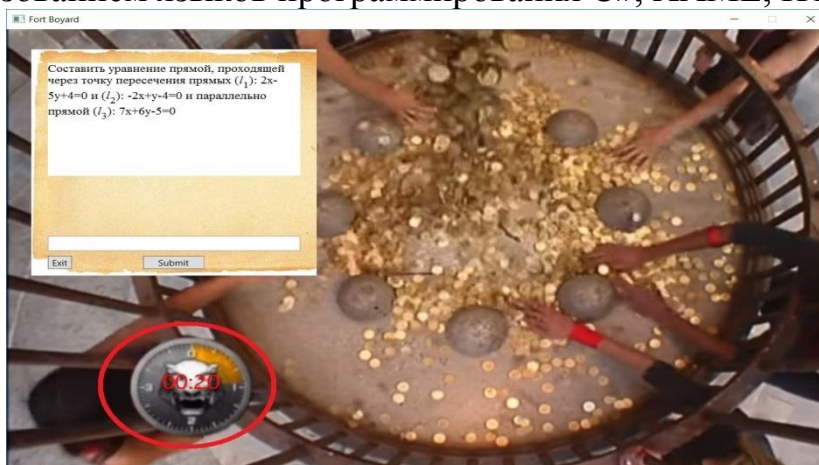 Fort Boyard
Составить уравнение прямой, проходящей
через точку пересечения прямых (l₁): 2x-
5y+4=0 и (l₂): -2x+y-4=0 и параллельно
прямой (l₃): 7x+6y-5=0
Exit
Submit
00:20